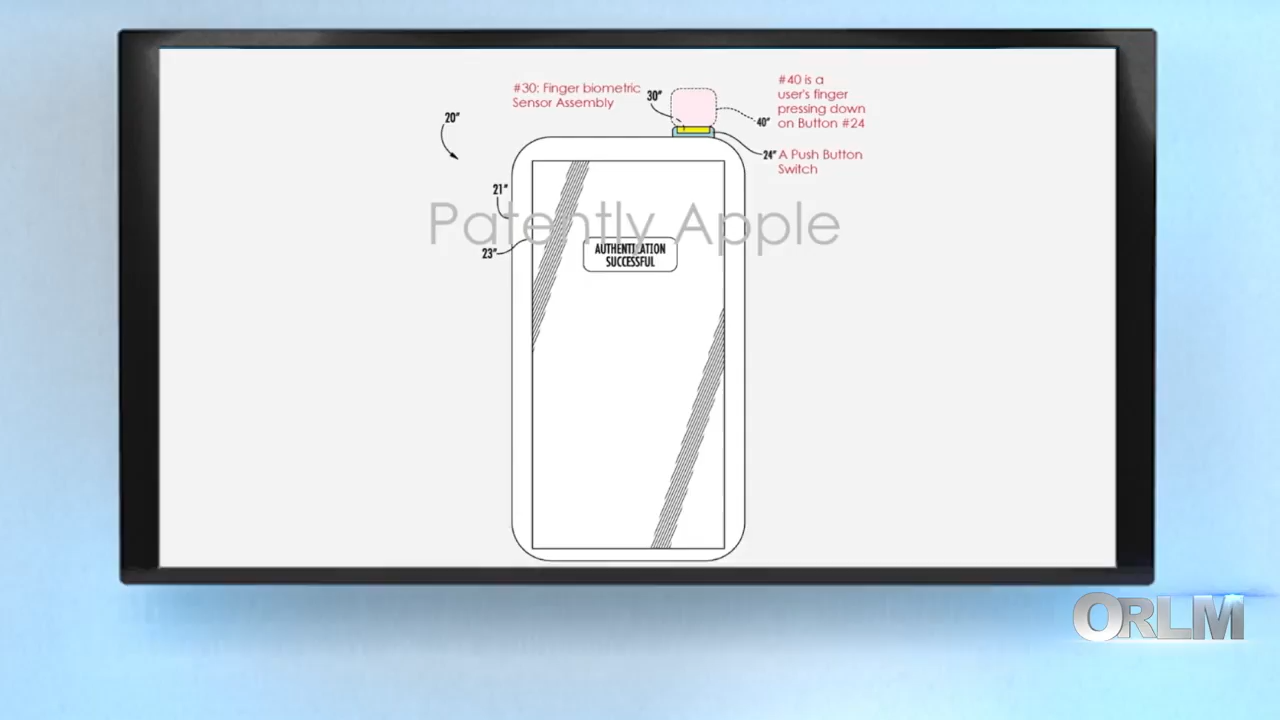 #30: Finger biometric
Sensor Assembly
30"
#40 is a
user's finger
pressing down
on Button #24
40"
20"
24"
A Push Button
Switch
21"
Patently Apple
23"
AUTHENTICATION
SUCCESSFUL
ORLM